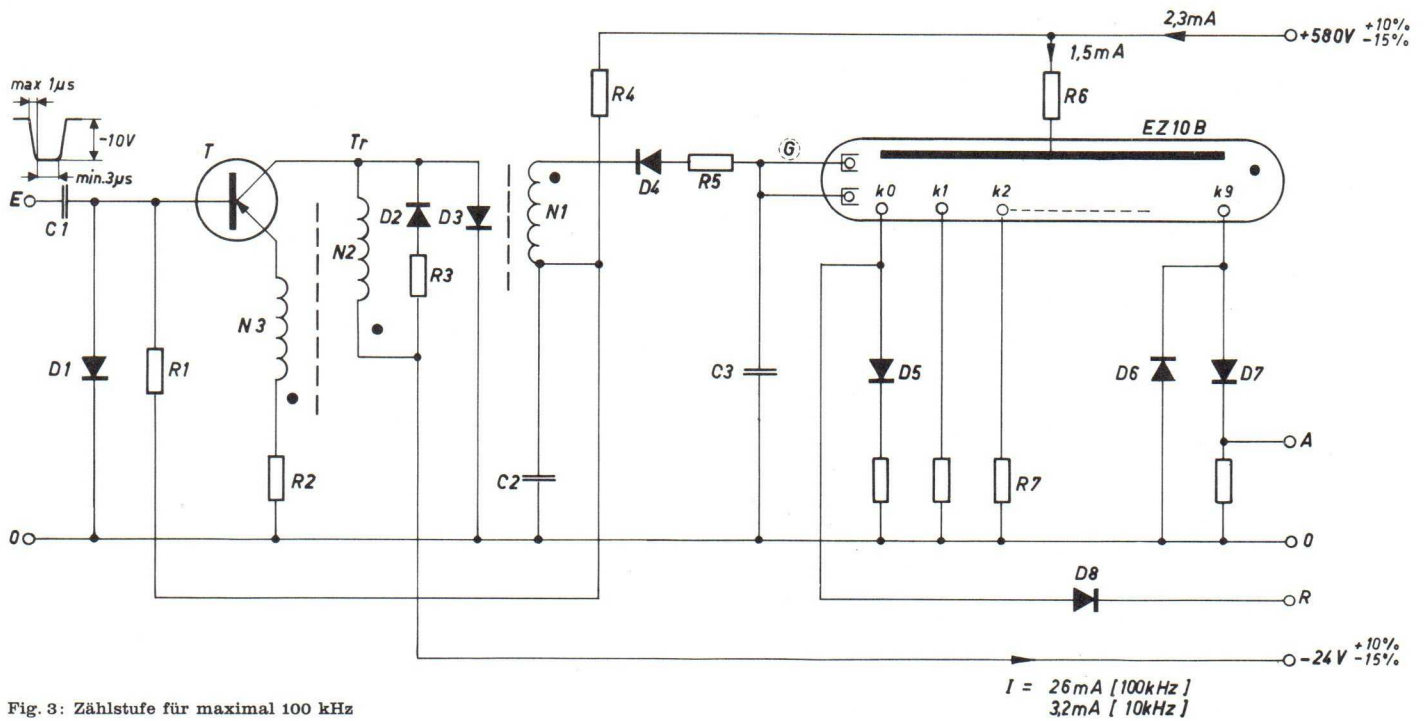 2,3mA
+580V +10% -15%
1,5mA
max 1µs
R4
R6
-10V
EZ10B
T
Tr
G
min.3µs
D4
R5
k0
k1
k2
k9
E
C1
D2
D3
N1
N2
R3
N3
D1
R1
C3
D5
D6
D7
A
R2
C2
R7
0
0
D8
R
-24V +10% -15%
I = 26mA [100kHz]
3,2mA [10kHz]
Fig. 3: Zählstufe für maximal 100 kHz